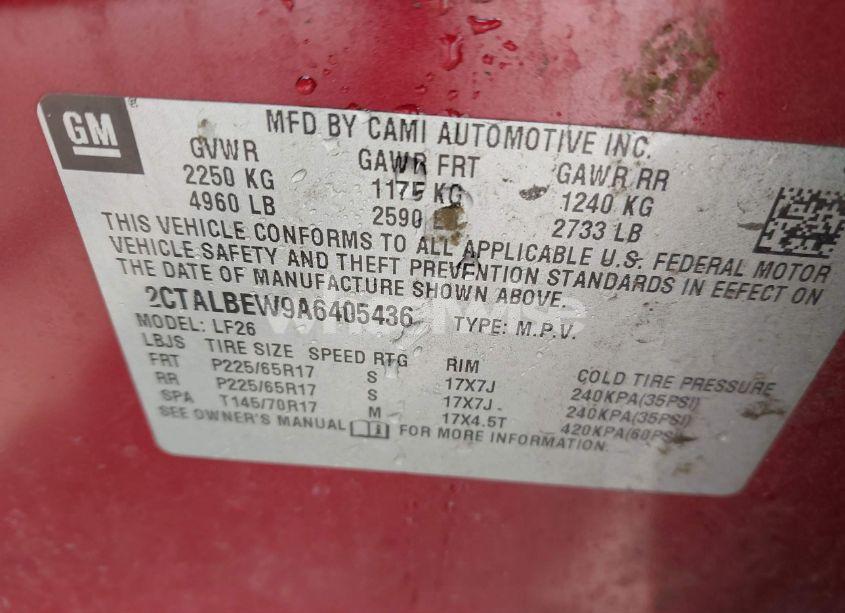 GM
MFD BY CAMI AUTOMOTIVE INC.
GVWR GAWR FRT GAWR RR
2250 KG 1175 KG 1240 KG
4960 LB 2590 2733 LB
THIS VEHICLE CONFORMS TO ALL APPLICABLE U.S. FEDERAL MOTOR
VEHICLE SAFETY AND THEFT PREVENTION STANDARDS IN EFFECT ON
THE DATE OF MANUFACTURE SHOWN ABOVE.
2CTALBEW9A6405436 TYPE: M.P.V.
MODEL: LF26
LBJS TIRE SIZE SPEED RTG RIM COLD TIRE PRESSURE
FRT P225/65R17 S 17X7J 240KPA(35PSI)
RR P225/65R17 S 17X7J 240KPA(35PSI)
SPA T145/70R17 M 17X4.5T 420KPA(60PSI)
SEE OWNER'S MANUAL FOR MORE INFORMATION.